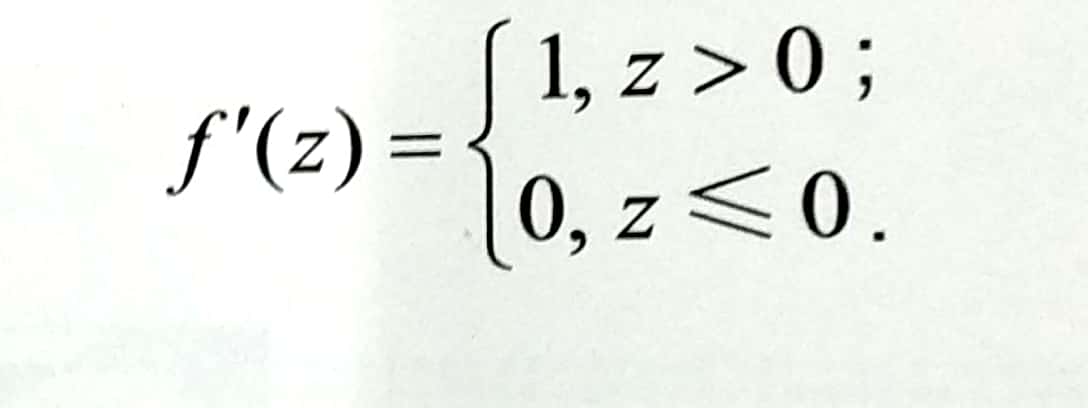 f'(z) = { 1, z > 0 ;
0, z ⩽ 0 .